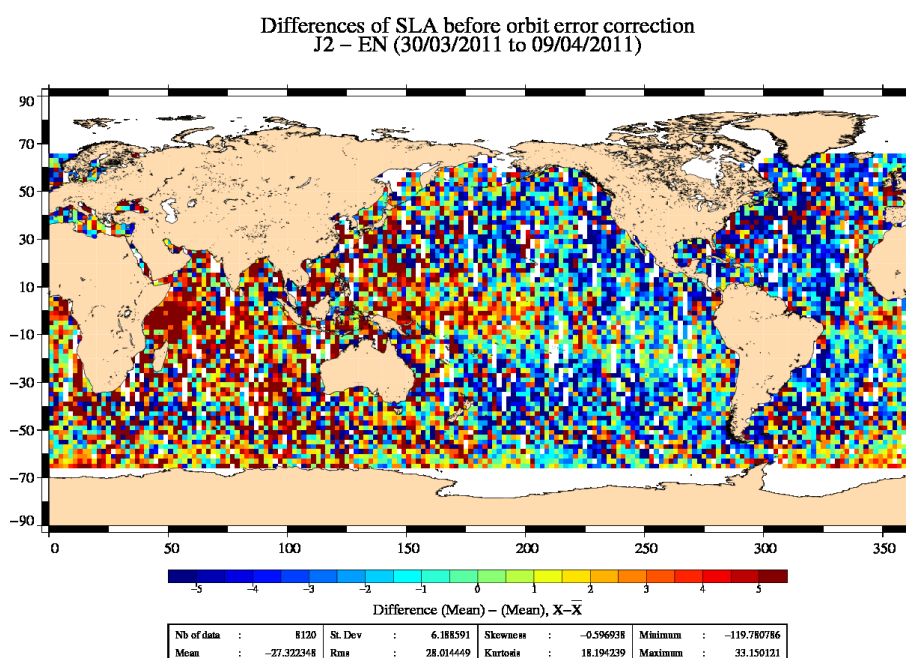 Differences of SLA before orbit error correction
J2 – EN (30/03/2011 to 09/04/2011)
90
70
50
30
10
−10
−30
−50
−70
−90
0 50 100 150 200 250 300 350
−5 −4 −3 −2 −1 0 1 2 3 4 5
Difference (Mean) – (Mean), X–X̅
Nb of data : 8120 St. Dev : 6.188591 Skewness : −0.596938 Minimum : −119.780786
Mean : −27.322348 Rms : 28.014449 Kurtosis : 18.194239 Maximum : 33.150121